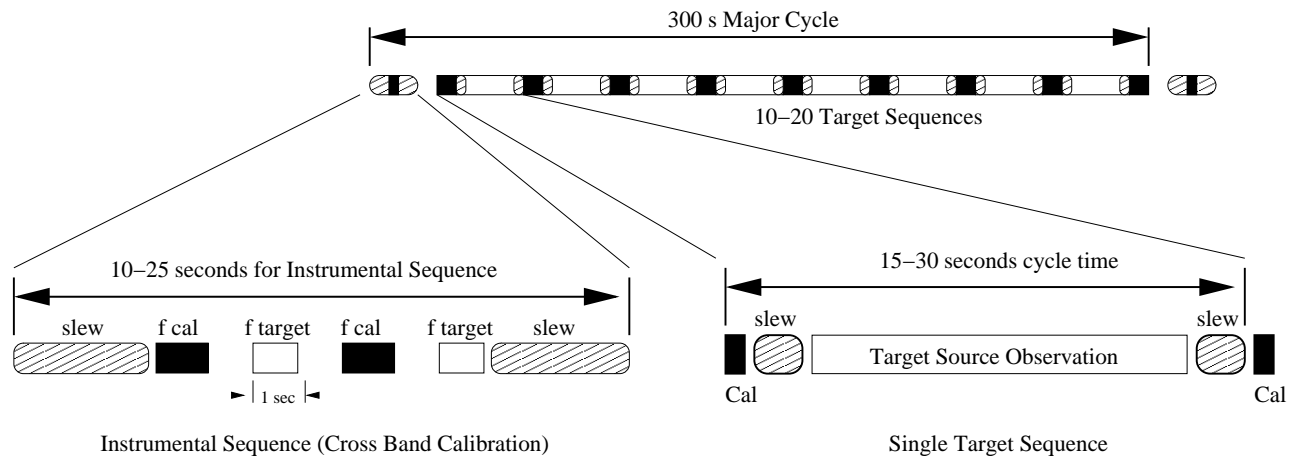 300 s Major Cycle
10−20 Target Sequences
10−25 seconds for Instrumental Sequence
15−30 seconds cycle time
slew f cal f target f cal f target slew
slew slew
Target Source Observation
1 sec
Cal Cal
Instrumental Sequence (Cross Band Calibration)
Single Target Sequence